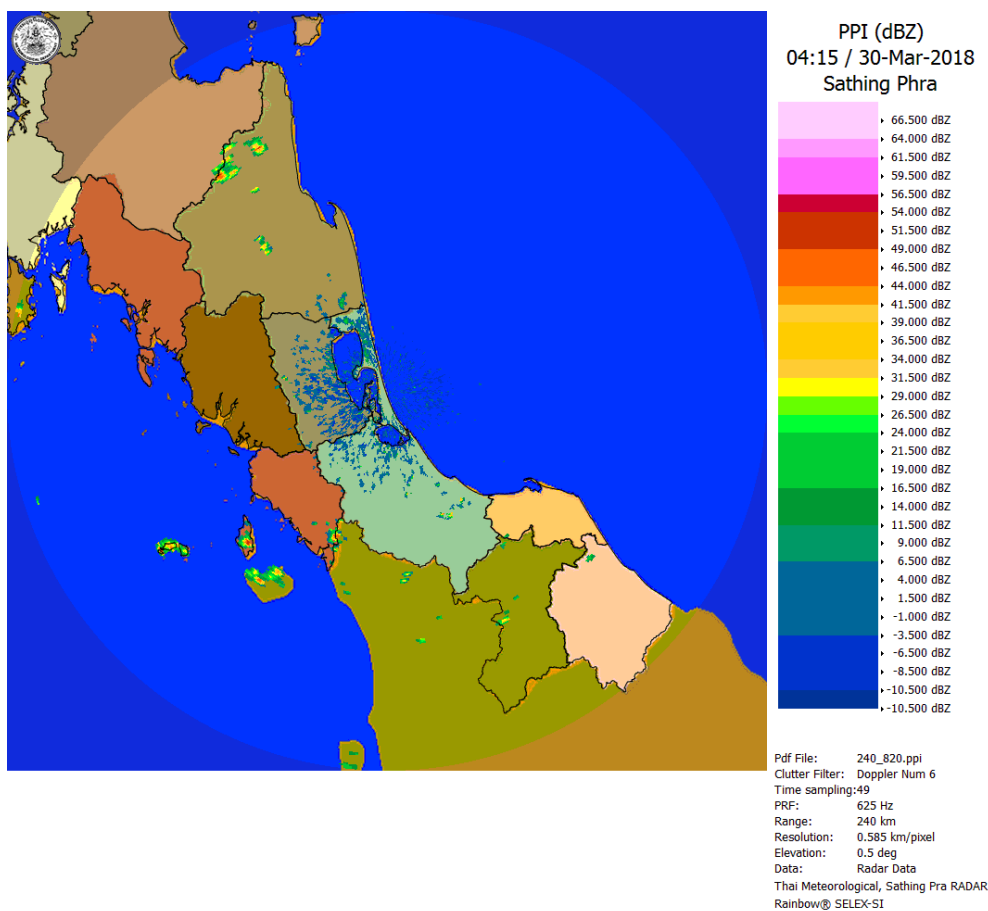 PPI (dBZ)
04:15 / 30-Mar-2018
Sathing Phra
66.500 dBZ
64.000 dBZ
61.500 dBZ
59.500 dBZ
56.500 dBZ
54.000 dBZ
51.500 dBZ
49.000 dBZ
46.500 dBZ
44.000 dBZ
41.500 dBZ
39.000 dBZ
36.500 dBZ
34.000 dBZ
31.500 dBZ
29.000 dBZ
26.500 dBZ
24.000 dBZ
21.500 dBZ
19.000 dBZ
16.500 dBZ
14.000 dBZ
11.500 dBZ
9.000 dBZ
6.500 dBZ
4.000 dBZ
1.500 dBZ
-1.000 dBZ
-3.500 dBZ
-6.500 dBZ
-8.500 dBZ
-10.500 dBZ
-10.500 dBZ
Pdf File: 240_820.ppi
Clutter Filter: Doppler Num 6
Time sampling:49
PRF: 625 Hz
Range: 240 km
Resolution: 0.585 km/pixel
Elevation: 0.5 deg
Data: Radar Data
Thai Meteorological, Sathing Pra RADAR
Rainbow® SELEX-SI